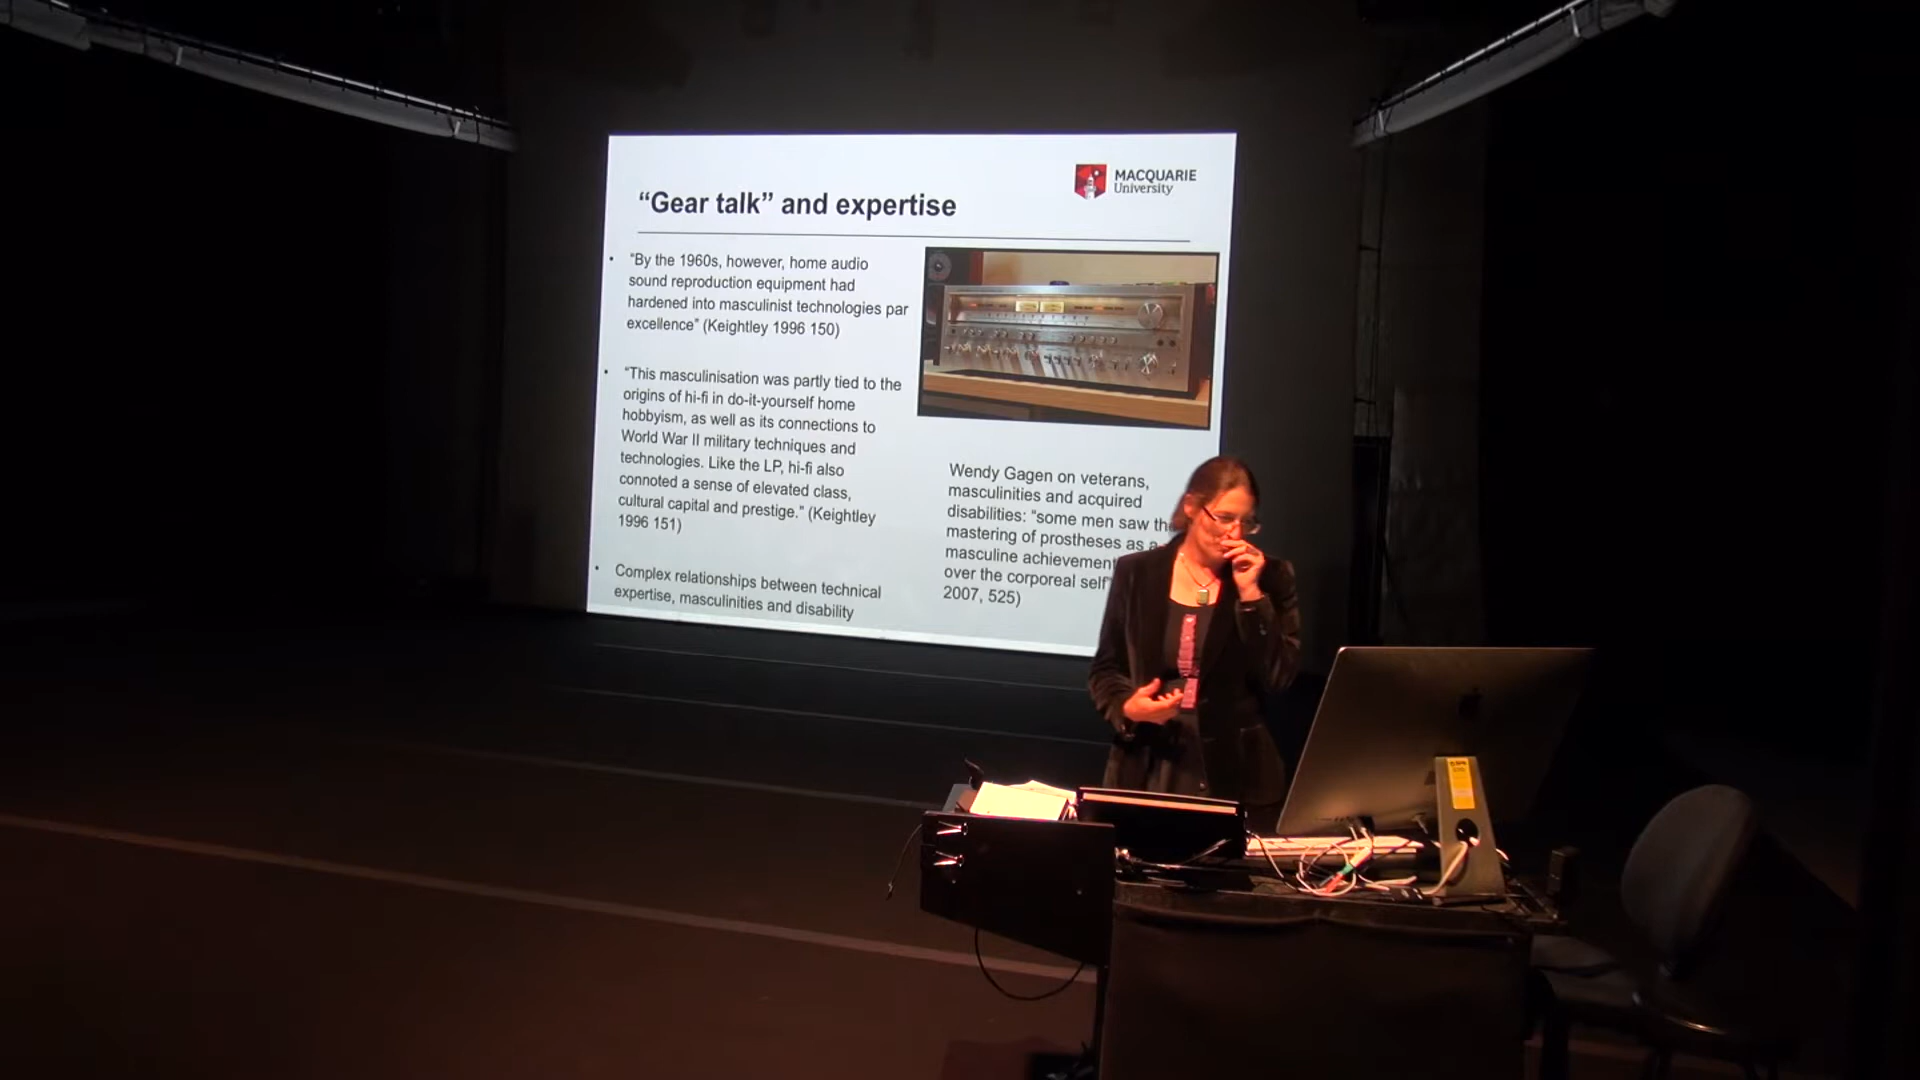 MACQUARIE
University
“Gear talk” and expertise
• “By the 1960s, however, home audio
sound reproduction equipment had
hardened into masculinist technologies par
excellence” (Keightley 1996 150)
• “This masculinisation was partly tied to the
origins of hi-fi in do-it-yourself home
hobbyism, as well as its connections to
World War II military techniques and
technologies. Like the LP, hi-fi also
connoted a sense of elevated class,
cultural capital and prestige.” (Keightley
1996 151)
• Complex relationships between technical
expertise, masculinities and disability
Wendy Gagen on veterans,
masculinities and acquired
disabilities: “some men saw the
mastering of prostheses as a
masculine achievement
over the corporeal self”
2007, 525)